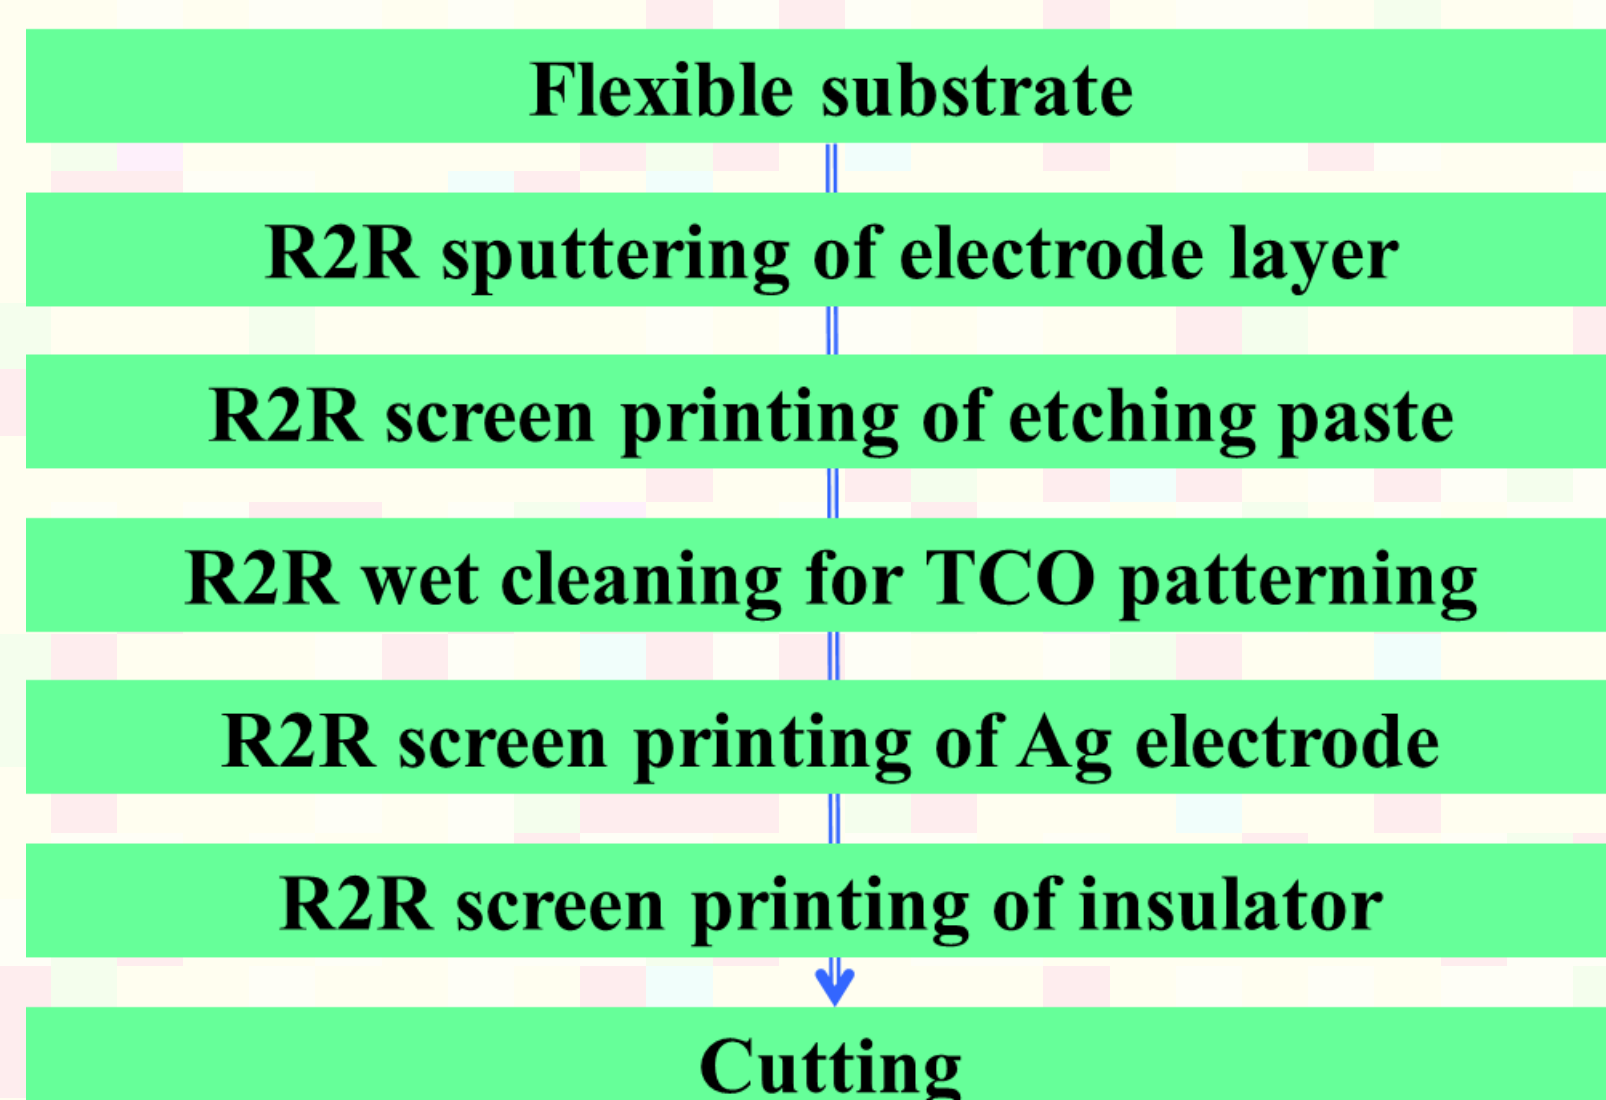 Flexible substrate
R2R sputtering of electrode layer
R2R screen printing of etching paste
R2R wet cleaning for TCO patterning
R2R screen printing of Ag electrode
R2R screen printing of insulator
Cutting